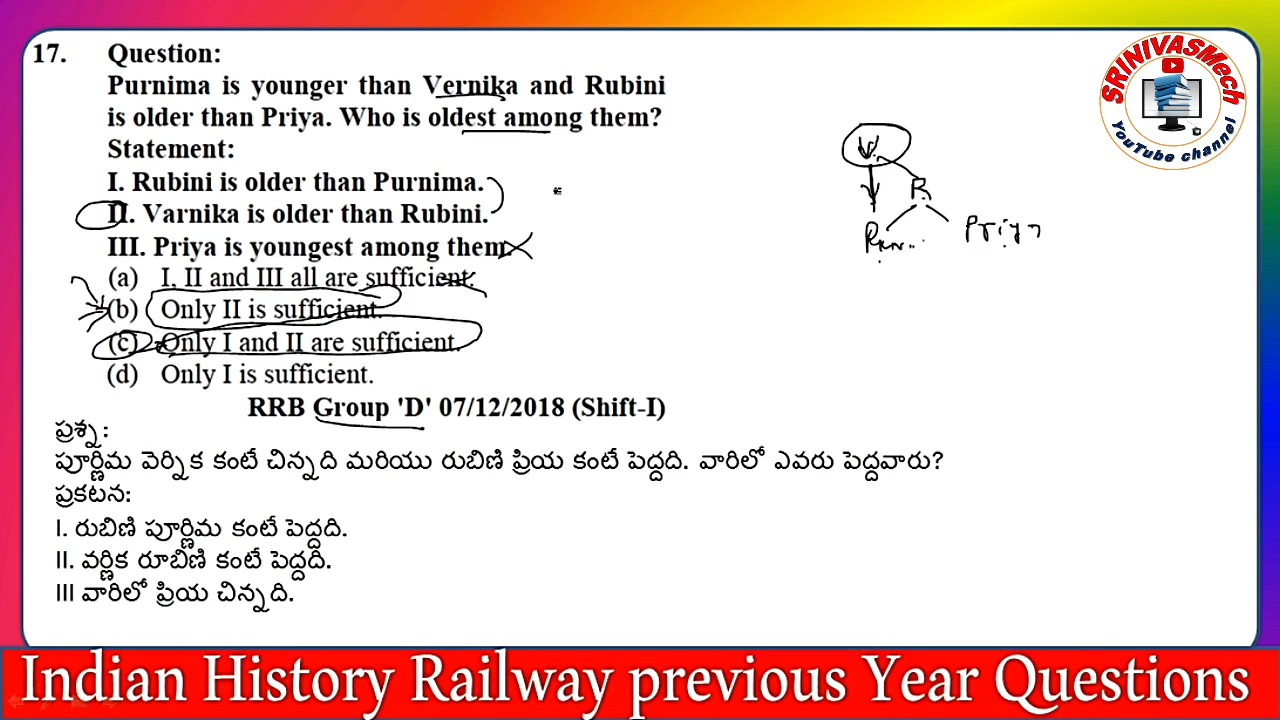 17. Question:
Purnima is younger than Vernika and Rubini
is older than Priya. Who is oldest among them?
Statement:
I. Rubini is older than Purnima.
II. Varnika is older than Rubini.
III. Priya is youngest among them.
(a) I, II and III all are sufficient.
(b) Only II is sufficient.
(c) Only I and II are sufficient.
(d) Only I is sufficient.
RRB Group 'D' 07/12/2018 (Shift-I)
ప్రశ్న:
పూర్ణిమ వెర్నిక కంటే చిన్నది మరియు రుబిణి ప్రియ కంటే పెద్దది. వారిలో ఎవరు పెద్దవారు?
ప్రకటన:
I. రుబిణి పూర్ణిమ కంటే పెద్దది.
II. వర్ణిక రూబిణి కంటే పెద్దది.
III వారిలో ప్రియ చిన్నది.
SRINIVASMech
YouTube channel
V
R
Priya
Indian History Railway previous Year Questions